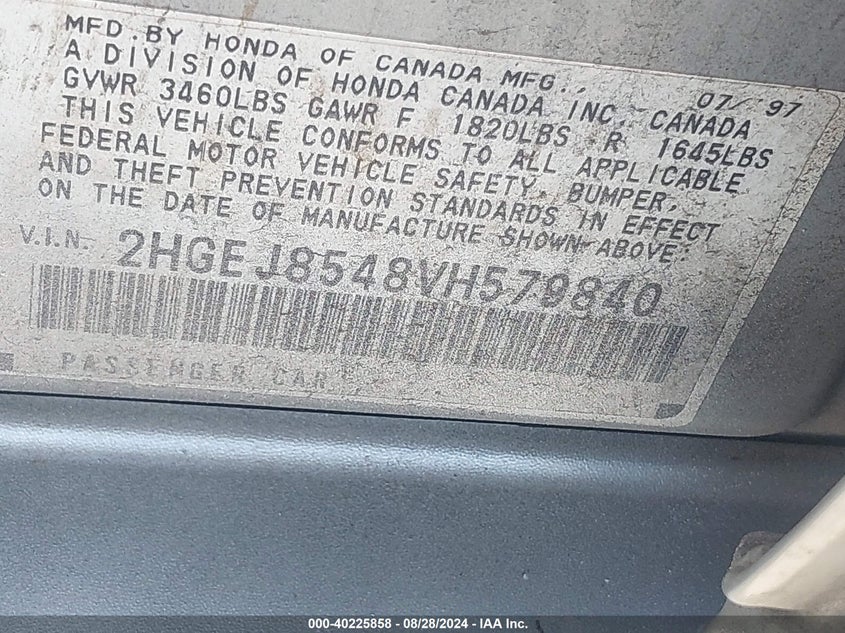 MFD. BY HONDA OF CANADA MFG., 07/'97
A DIVISION OF HONDA CANADA INC. CANADA
GVWR 3460LBS GAWR F 1820LBS R 1645LBS
THIS VEHICLE CONFORMS TO ALL APPLICABLE
FEDERAL MOTOR VEHICLE SAFETY, BUMPER,
AND THEFT PREVENTION STANDARDS IN EFFECT
ON THE DATE OF MANUFACTURE SHOWN ABOVE:
V.I.N. 2HGEJ8548VH579840
PASSENGER CAR
000-40225858 - 08/28/2024 - IAA Inc.